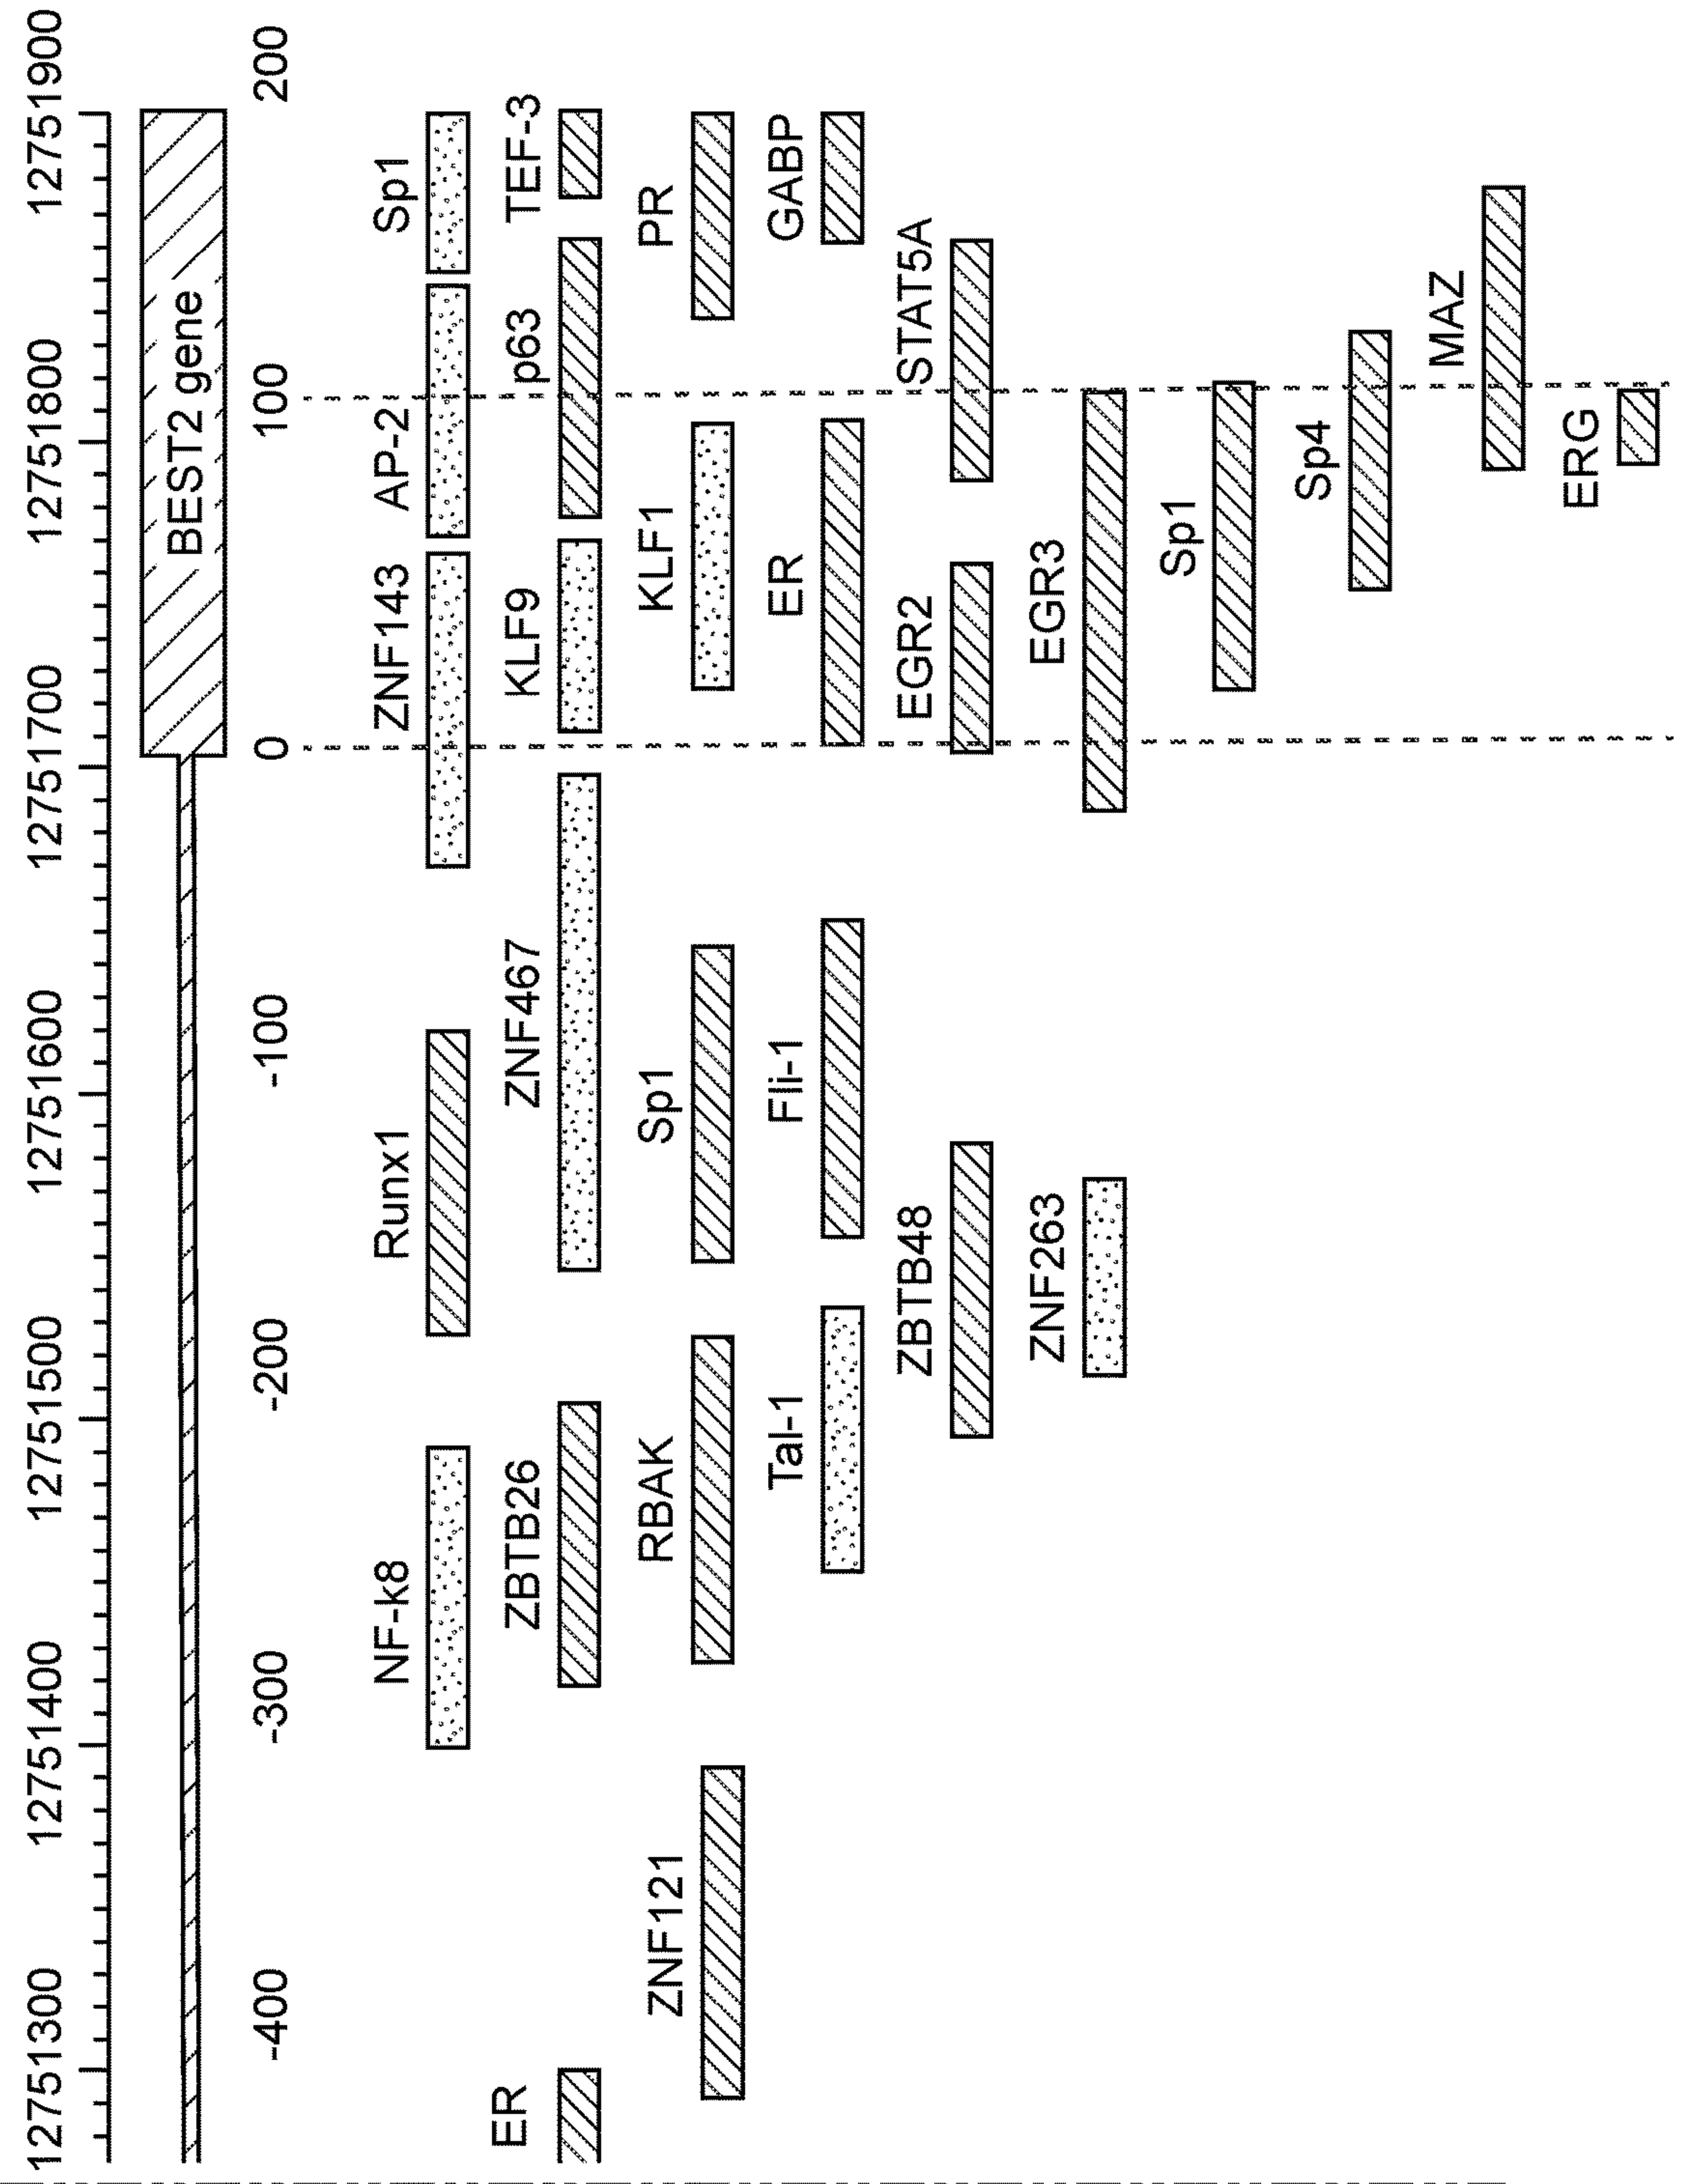 12751300 12751400 12751500 12751600 12751700 12751800 12751900
BEST2 gene
-400 -300 -200 -100 0 100 200
NF-k8 Runx1 ZNF143 AP-2 Sp1
ER ZBTB26 ZNF467 KLF9 p63 TEF-3
ZNF121 RBAK Sp1 KLF1 PR
Tal-1 Fli-1 ER GABP
ZBTB48 EGR2 STAT5A
ZNF263 EGR3
Sp1
Sp4
MAZ
ERG